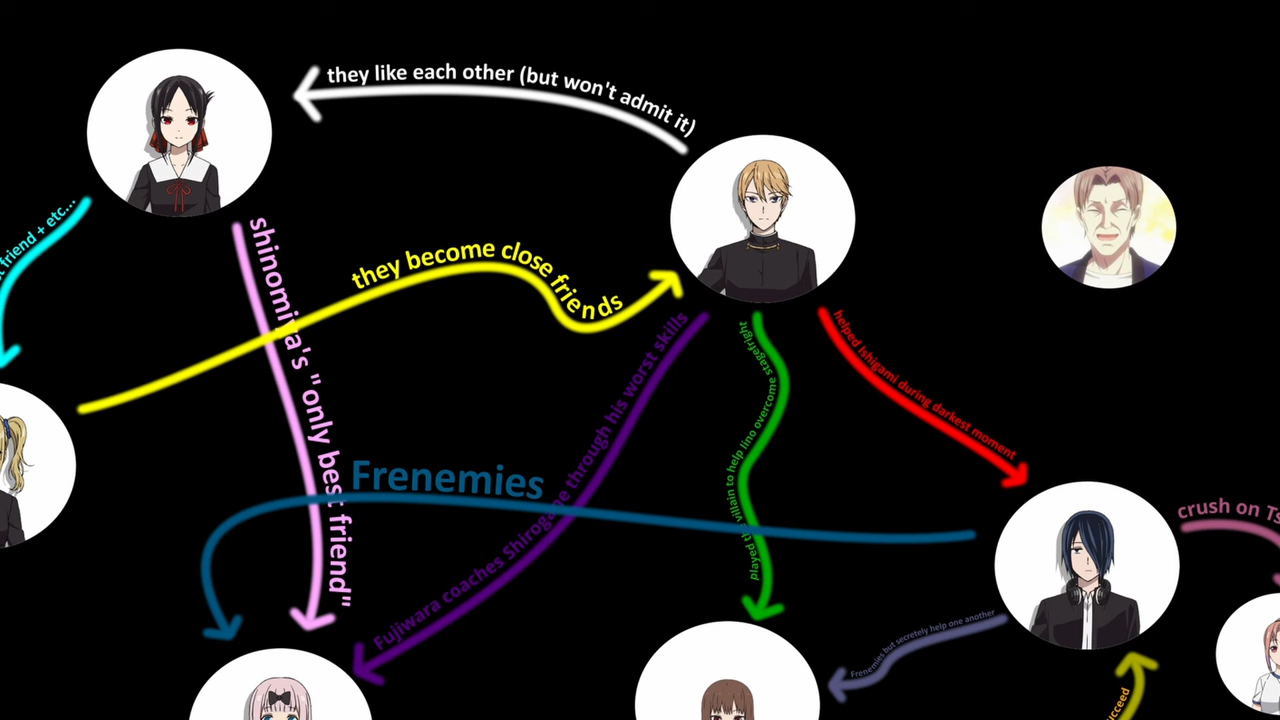 they like each other (but won't admit it)
friend + etc...
they become close friends
shinomiya's "only best friend"
Fujiwara coaches Shirogane through his worst skills
played the villain to help Iino overcome stagefright
helped Ishigami during darkest moment
Frenemies
crush on Ts
Frenemies but secretely help one another
ucceed